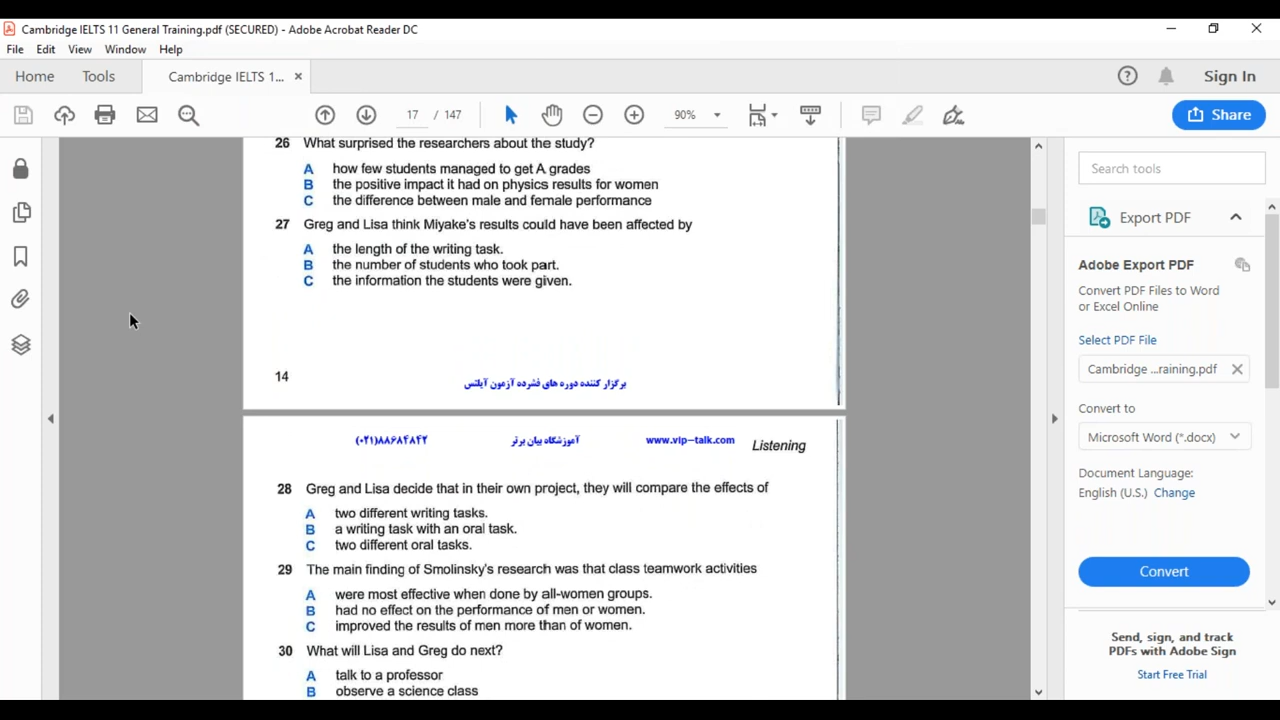 Cambridge IELTS 11 General Training.pdf (SECURED) - Adobe Acrobat Reader DC
File Edit View Window Help
Home Tools Cambridge IELTS 1... × Sign In
17 / 147 90% Share
26 What surprised the researchers about the study?
A how few students managed to get A grades
B the positive impact it had on physics results for women
C the difference between male and female performance
27 Greg and Lisa think Miyake's results could have been affected by
A the length of the writing task.
B the number of students who took part.
C the information the students were given.
14
برگزار کننده دوره های فشرده آزمون آیلتس
(۰۲۱)۸۸۶۸۴۸۴۲ آموزشگاه بیان برتر www.vip-talk.com Listening
28 Greg and Lisa decide that in their own project, they will compare the effects of
A two different writing tasks.
B a writing task with an oral task.
C two different oral tasks.
29 The main finding of Smolinsky's research was that class teamwork activities
A were most effective when done by all-women groups.
B had no effect on the performance of men or women.
C improved the results of men more than of women.
30 What will Lisa and Greg do next?
A talk to a professor
B observe a science class
Search tools
Export PDF
Adobe Export PDF
Convert PDF Files to Word
or Excel Online
Select PDF File
Cambridge ...raining.pdf
Convert to
Microsoft Word (*.docx)
Document Language:
English (U.S.) Change
Convert
Send, sign, and track
PDFs with Adobe Sign
Start Free Trial